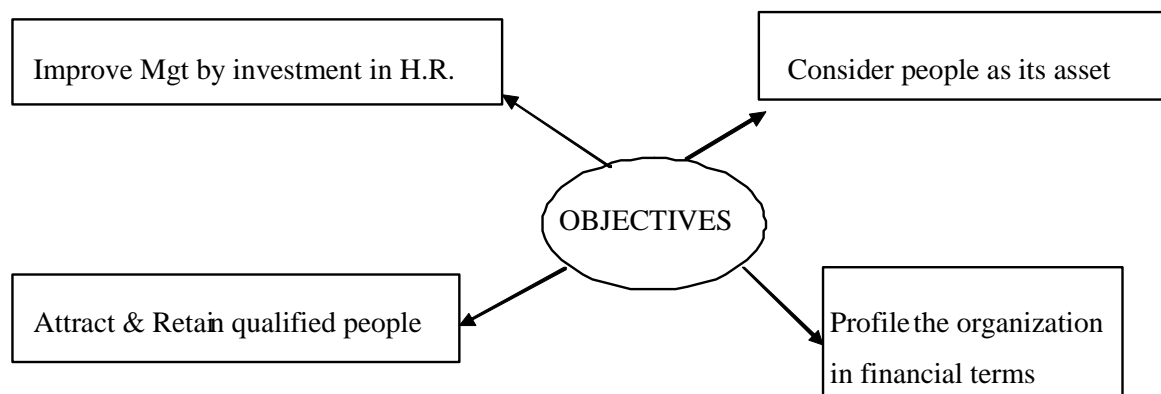 Improve Mgt by investment in H.R.
Consider people as its asset
OBJECTIVES
Attract & Retain qualified people
Profile the organization
in financial terms